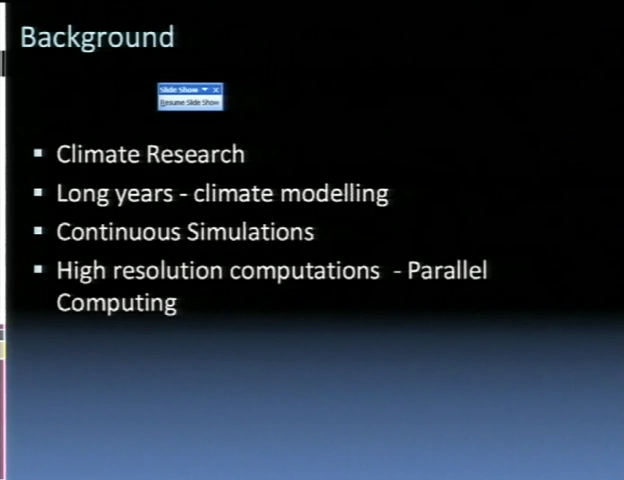 Background
Slide Show
Resume Slide Show
Climate Research
Long years - climate modelling
Continuous Simulations
High resolution computations - Parallel
Computing